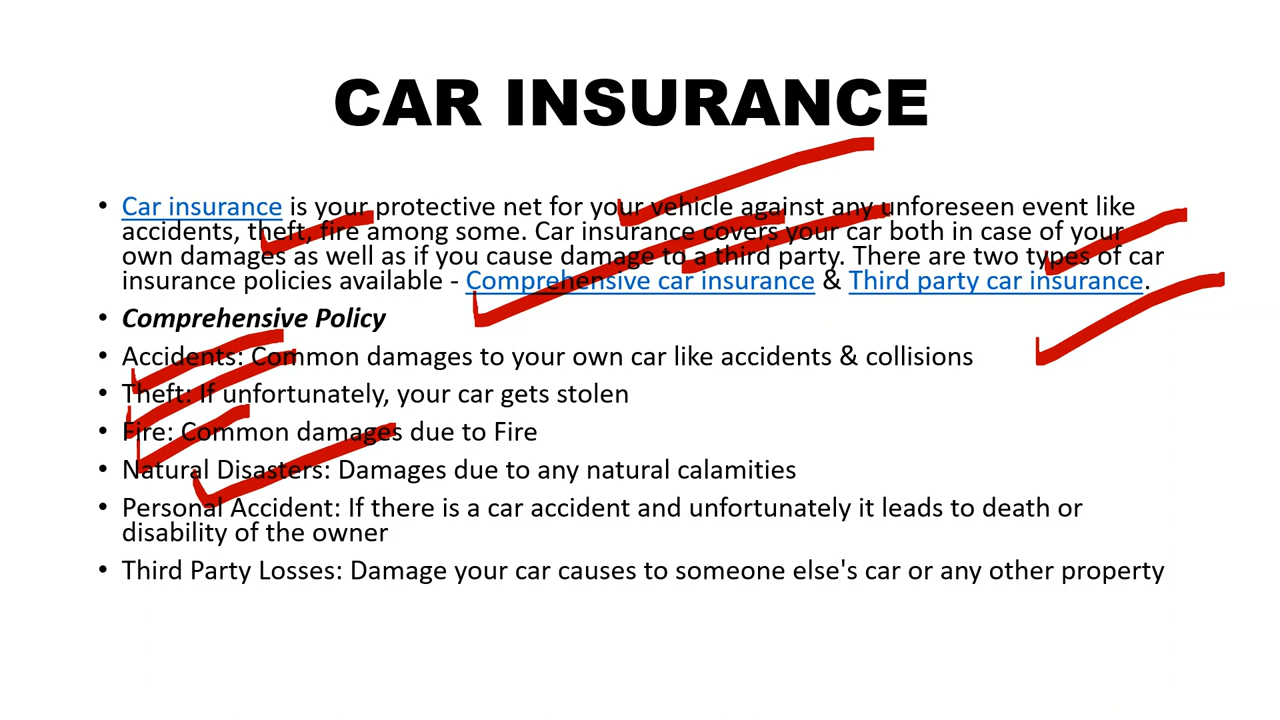 CAR INSURANCE
• Car insurance is your protective net for your vehicle against any unforeseen event like
accidents, theft, fire among some. Car insurance covers your car both in case of your
own damages as well as if you cause damage to a third party. There are two types of car
insurance policies available - Comprehensive car insurance & Third party car insurance.
• Comprehensive Policy
• Accidents: Common damages to your own car like accidents & collisions
• Theft: If unfortunately, your car gets stolen
• Fire: Common damages due to Fire
• Natural Disasters: Damages due to any natural calamities
• Personal Accident: If there is a car accident and unfortunately it leads to death or
disability of the owner
• Third Party Losses: Damage your car causes to someone else's car or any other property